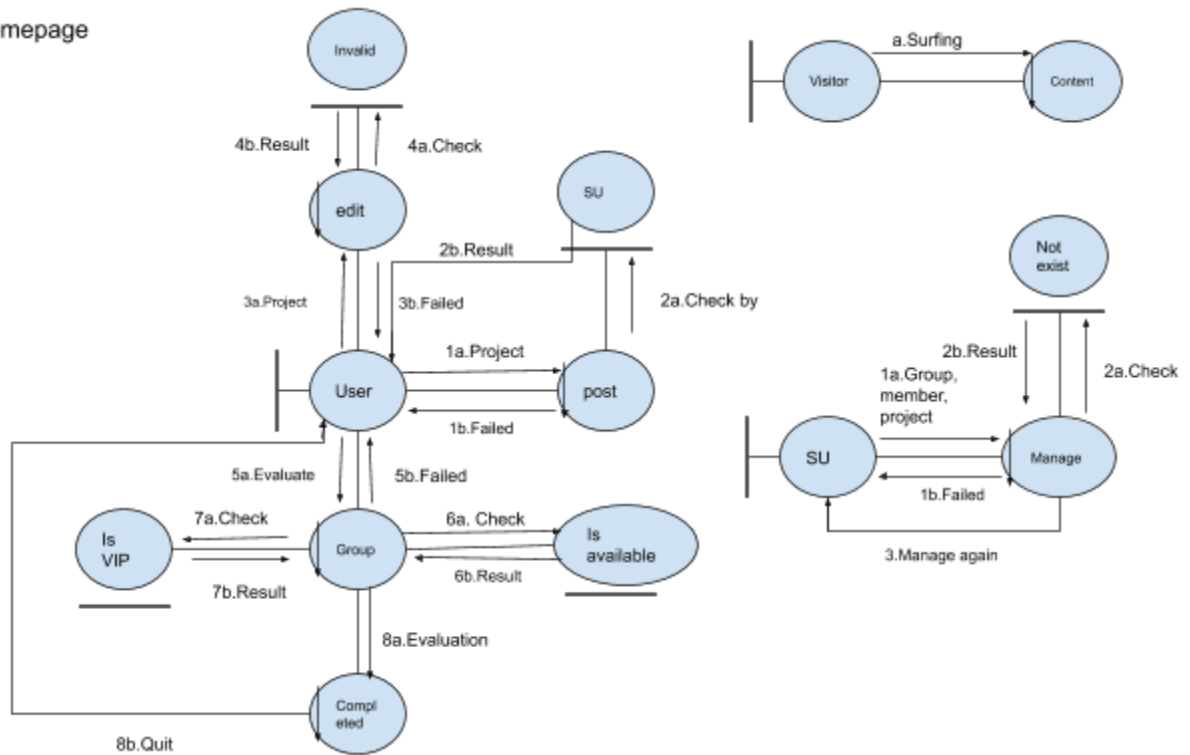 mepage
Invalid
a.Surfing
Visitor
Content
4b.Result
4a.Check
edit
SU
2b.Result
3a.Project
3b.Failed
2a.Check by
1a.Project
User
post
1b.Failed
5a.Evaluate
5b.Failed
7a.Check
6a. Check
Is
VIP
Group
Is
available
7b.Result
6b.Result
8a.Evaluation
Compl
eted
8b.Quit
Not
exist
2b.Result
2a.Check
1a.Group,
member,
project
SU
Manage
1b.Failed
3.Manage again